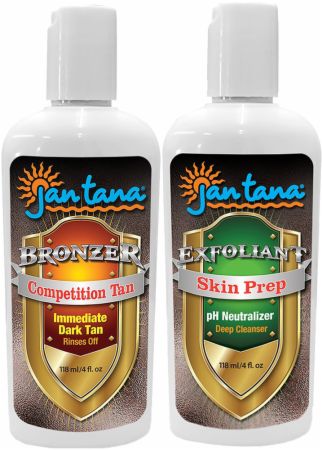 Jan tana®
BRONZER
Competition Tan
Immediate
Dark Tan
Rinses Off
118 ml/4 fl. oz
Jan tana®
EXFOLIANT
Skin Prep
pH Neutralizer
Deep Cleanser
118 ml/4 fl. oz